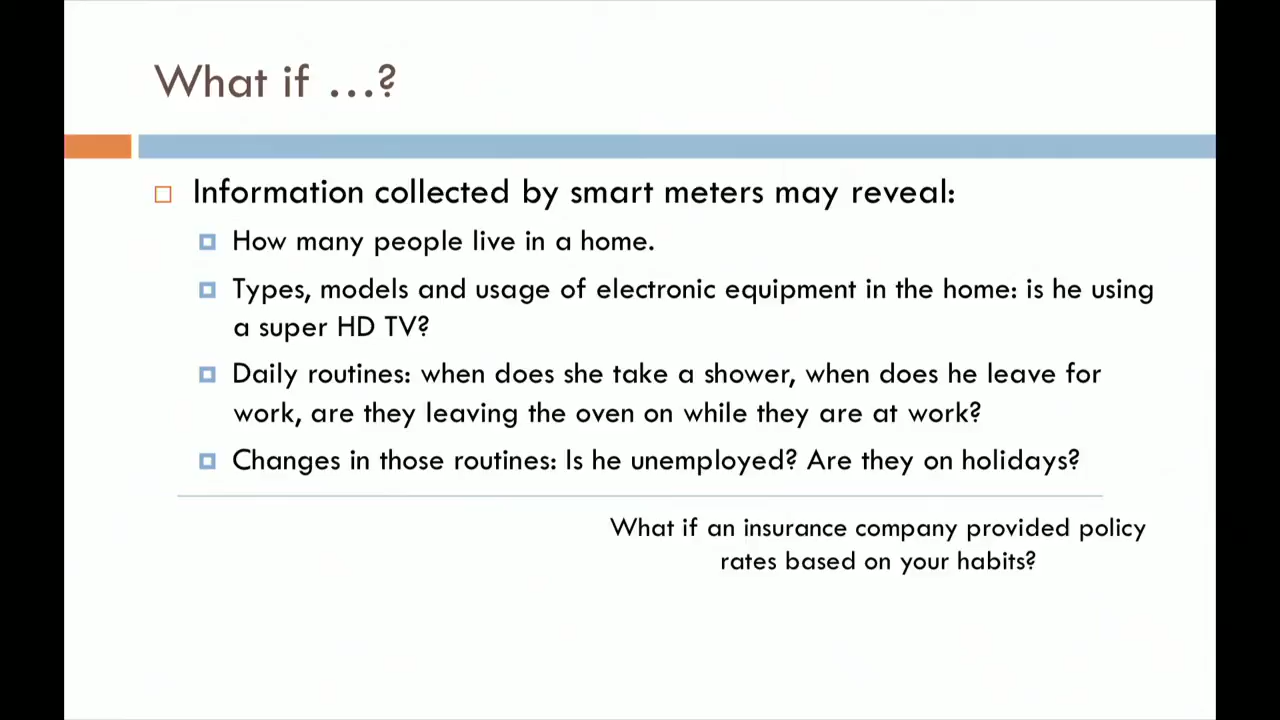 What if ...?
Information collected by smart meters may reveal:
How many people live in a home.
Types, models and usage of electronic equipment in the home: is he using
a super HD TV?
Daily routines: when does she take a shower, when does he leave for
work, are they leaving the oven on while they are at work?
Changes in those routines: Is he unemployed? Are they on holidays?
What if an insurance company provided policy
rates based on your habits?